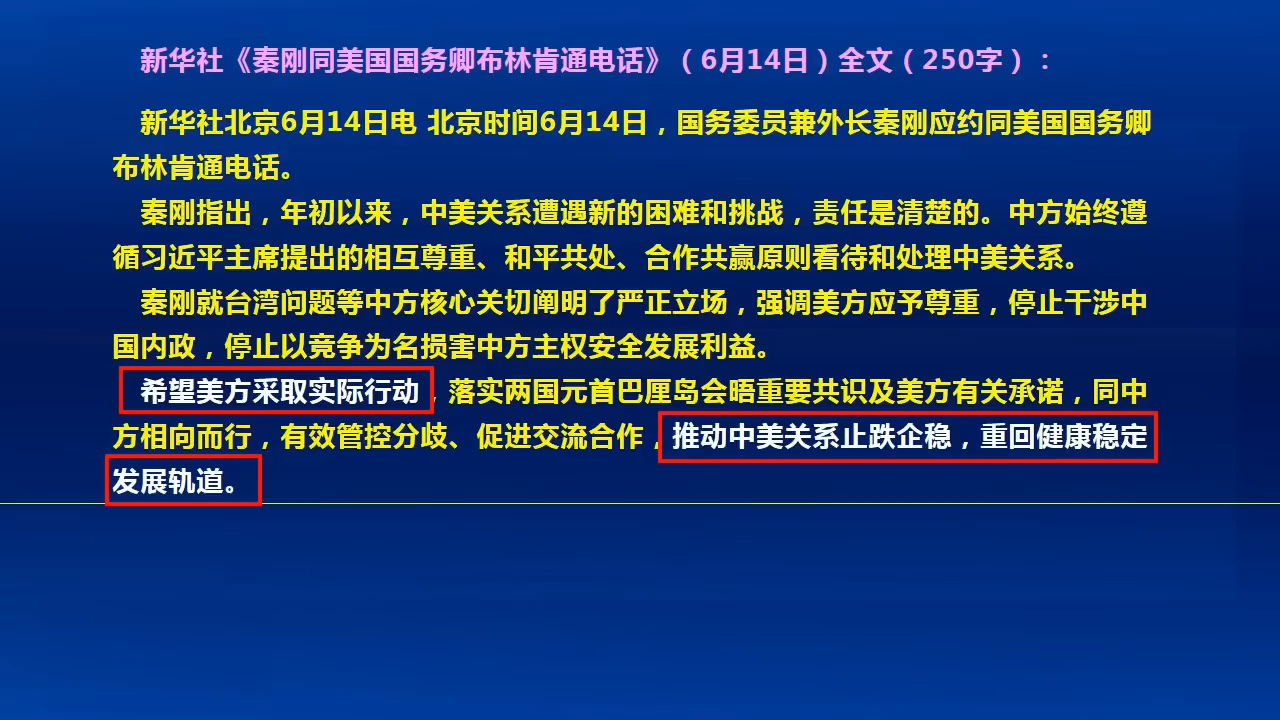 新华社《秦刚同美国国务卿布林肯通电话》（6月14日）全文（250字）：
新华社北京6月14日电 北京时间6月14日，国务委员兼外长秦刚应约同美国国务卿
布林肯通电话。
秦刚指出，年初以来，中美关系遭遇新的困难和挑战，责任是清楚的。中方始终遵
循习近平主席提出的相互尊重、和平共处、合作共赢原则看待和处理中美关系。
秦刚就台湾问题等中方核心关切阐明了严正立场，强调美方应予尊重，停止干涉中
国内政，停止以竞争为名损害中方主权安全发展利益。
希望美方采取实际行动，落实两国元首巴厘岛会晤重要共识及美方有关承诺，同中
方相向而行，有效管控分歧、促进交流合作，推动中美关系止跌企稳，重回健康稳定
发展轨道。